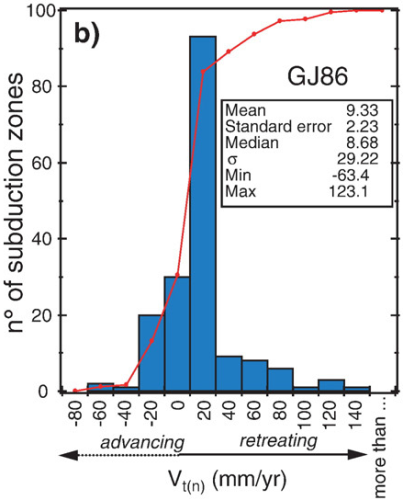 b)
GJ86
Mean 9.33
Standard error 2.23
Median 8.68
σ 29.22
Min -63.4
Max 123.1
n° of subduction zones
100
80
60
40
20
0
-80 -60 -40 -20 0 20 40 60 80 100 120 140 more than ...
advancing retreating
Vt(n) (mm/yr)